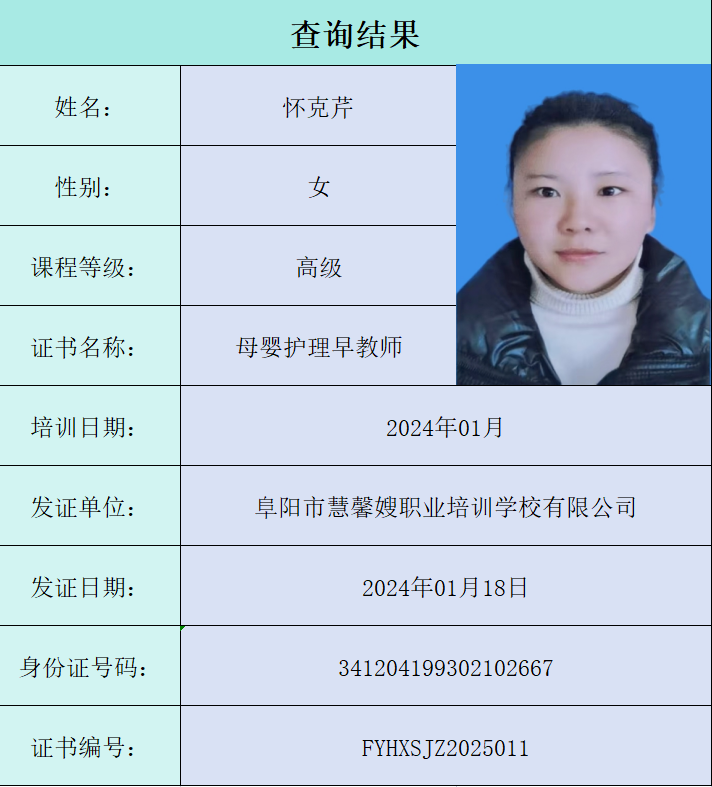 查询结果
姓名： 怀克芹
性别： 女
课程等级： 高级
证书名称： 母婴护理早教师
培训日期： 2024年01月
发证单位： 阜阳市慧馨嫂职业培训学校有限公司
发证日期： 2024年01月18日
身份证号码： 341204199302102667
证书编号： FYHXSJZ2025011